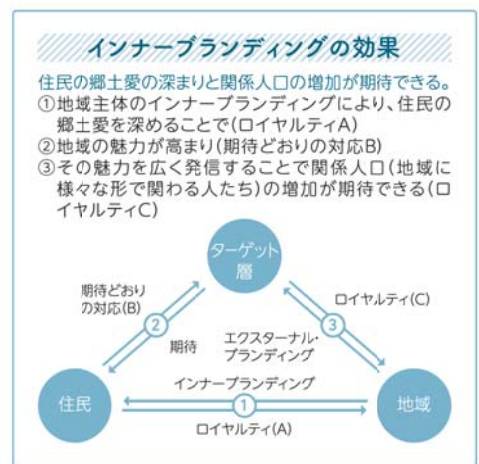 インナーブランディングの効果
住民の郷土愛の深まりと関係人口の増加が期待できる。
①地域主体のインナーブランディングにより、住民の
郷土愛を深めることで(ロイヤルティA)
②地域の魅力が高まり(期待どおりの対応B)
③その魅力を広く発信することで関係人口(地域に
様々な形で関わる人たち)の増加が期待できる(ロ
イヤルティC)
ターゲット
層
期待どおり
の対応(B)
ロイヤルティ(C)
②
③
期待
エクスターナル・
ブランディング
インナーブランディング
住民
①
地域
ロイヤルティ(A)